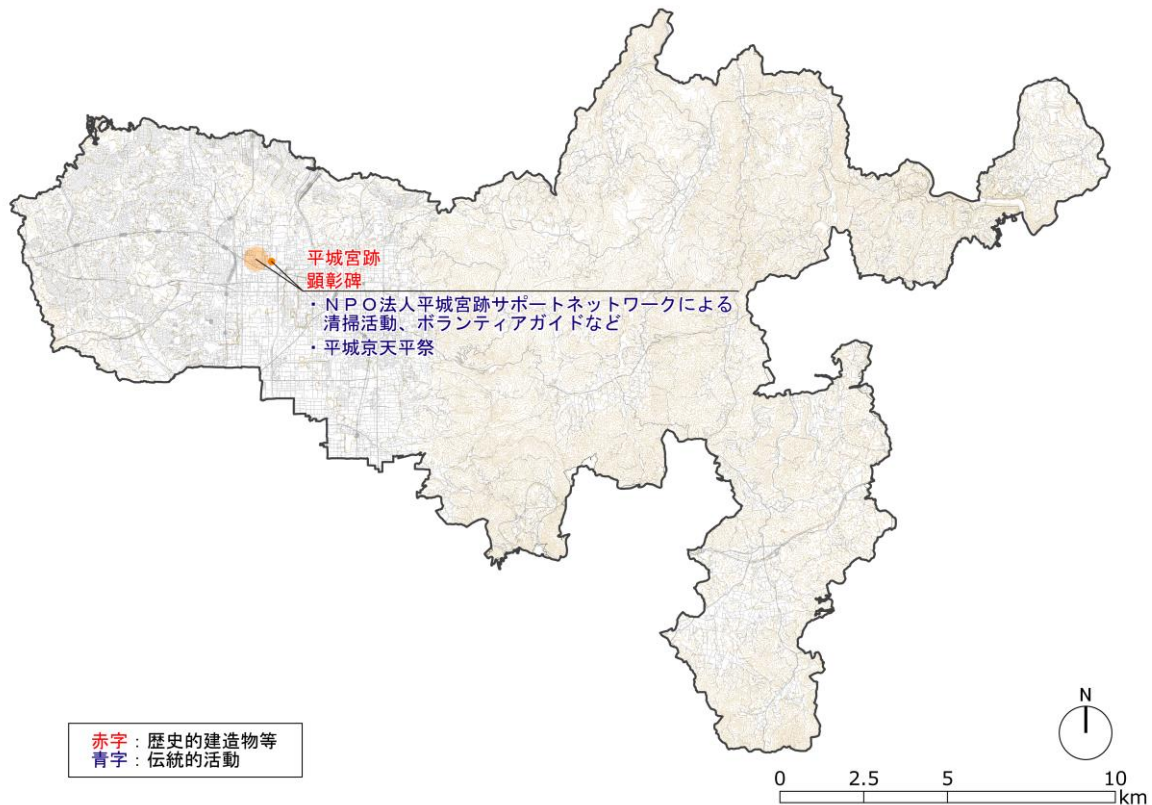 平城宮跡
顕彰碑
・ＮＰＯ法人平城宮跡サポートネットワークによる
清掃活動、ボランティアガイドなど
・平城京天平祭
赤字：歴史的建造物等
青字：伝統的活動
N
0 2.5 5 10
km